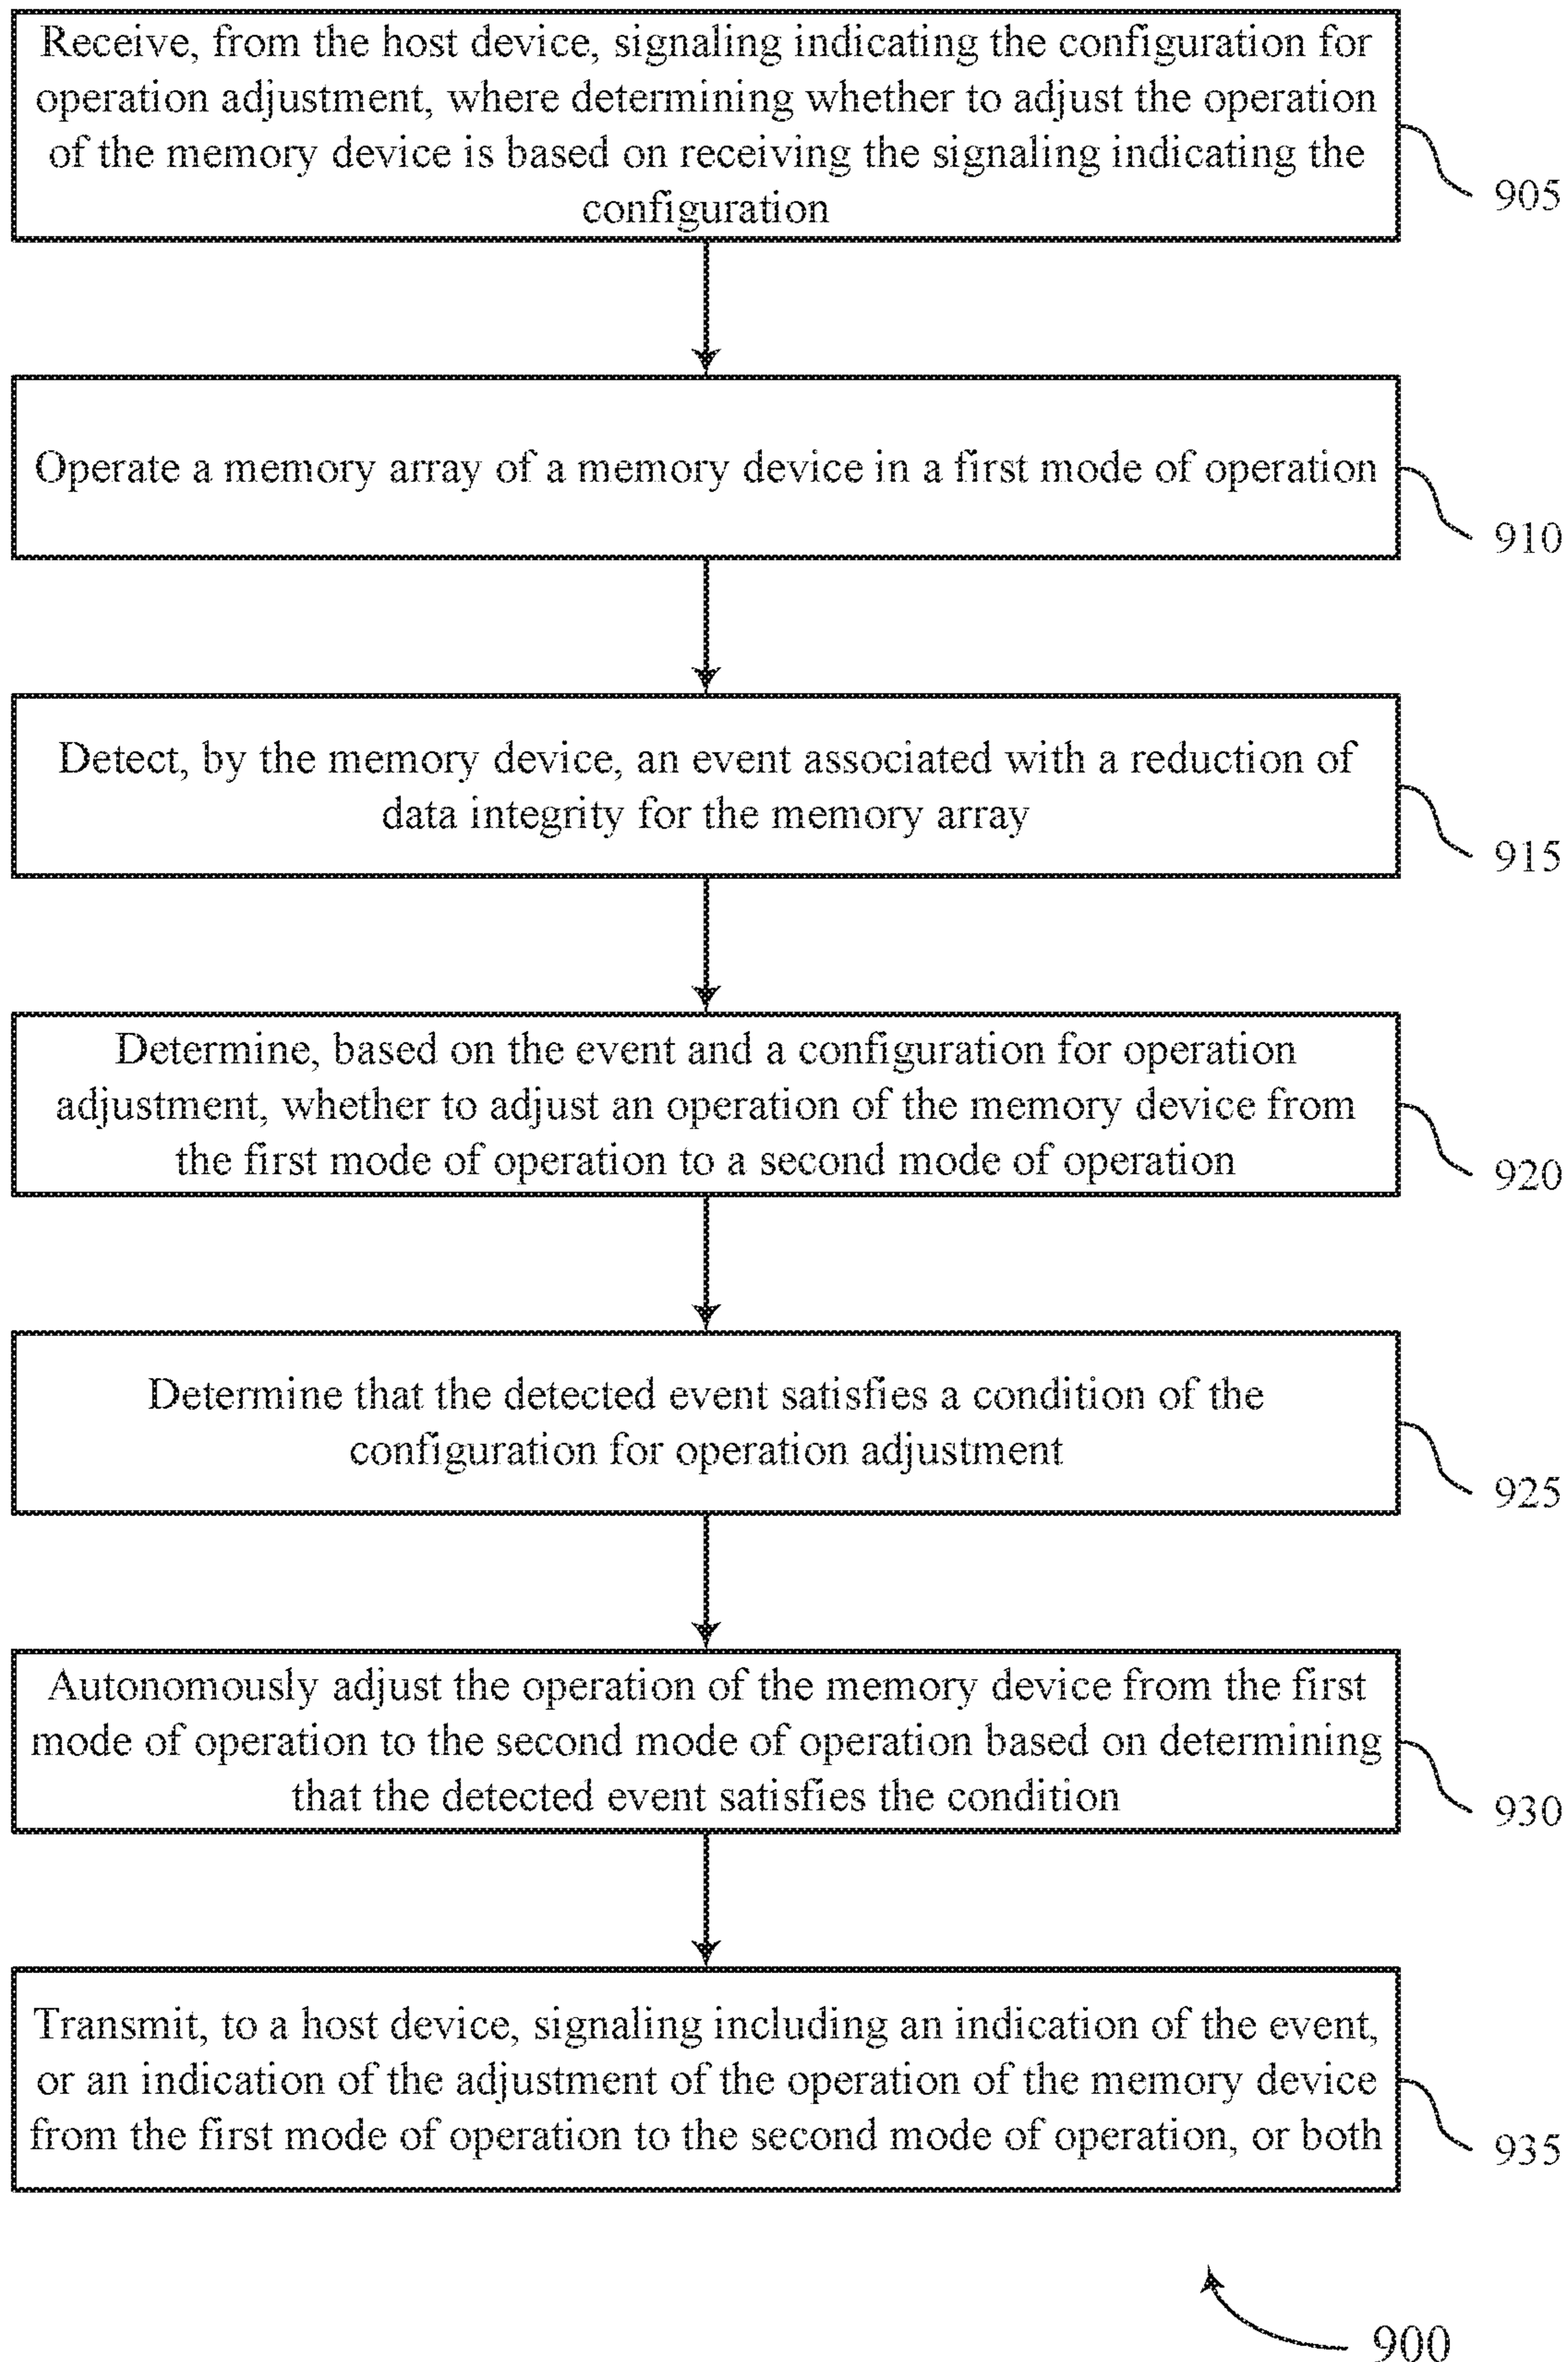 Receive, from the host device, signaling indicating the configuration for
operation adjustment, where determining whether to adjust the operation
of the memory device is based on receiving the signaling indicating the
configuration
905
Operate a memory array of a memory device in a first mode of operation
910
Detect, by the memory device, an event associated with a reduction of
data integrity for the memory array
915
Determine, based on the event and a configuration for operation
adjustment, whether to adjust an operation of the memory device from
the first mode of operation to a second mode of operation
920
Determine that the detected event satisfies a condition of the
configuration for operation adjustment
925
Autonomously adjust the operation of the memory device from the first
mode of operation to the second mode of operation based on determining
that the detected event satisfies the condition
930
Transmit, to a host device, signaling including an indication of the event,
or an indication of the adjustment of the operation of the memory device
from the first mode of operation to the second mode of operation, or both
935
900